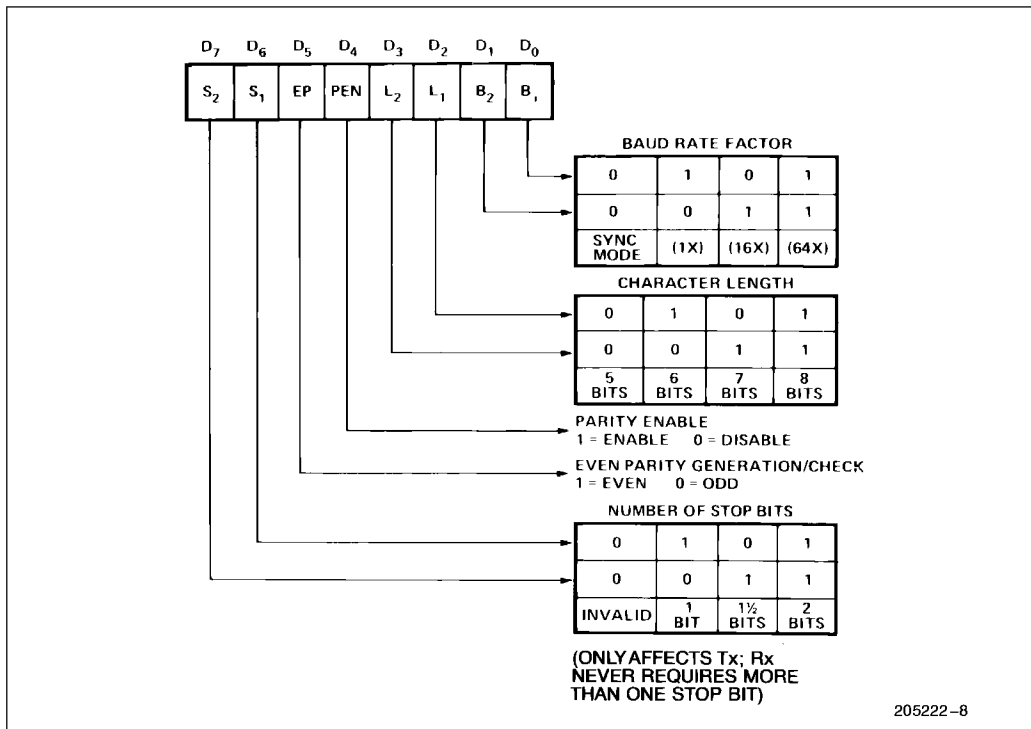 D7 D6 D5 D4 D3 D2 D1 D0
S2 S1 EP PEN L2 L1 B2 B1
BAUD RATE FACTOR
0 1 0 1
0 0 1 1
SYNC MODE (1X) (16X) (64X)
CHARACTER LENGTH
0 1 0 1
0 0 1 1
5 BITS 6 BITS 7 BITS 8 BITS
PARITY ENABLE
1 = ENABLE 0 = DISABLE
EVEN PARITY GENERATION/CHECK
1 = EVEN 0 = ODD
NUMBER OF STOP BITS
0 1 0 1
0 0 1 1
INVALID 1 BIT 1½ BITS 2 BITS
(ONLY AFFECTS Tx; Rx
NEVER REQUIRES MORE
THAN ONE STOP BIT)
205222-8